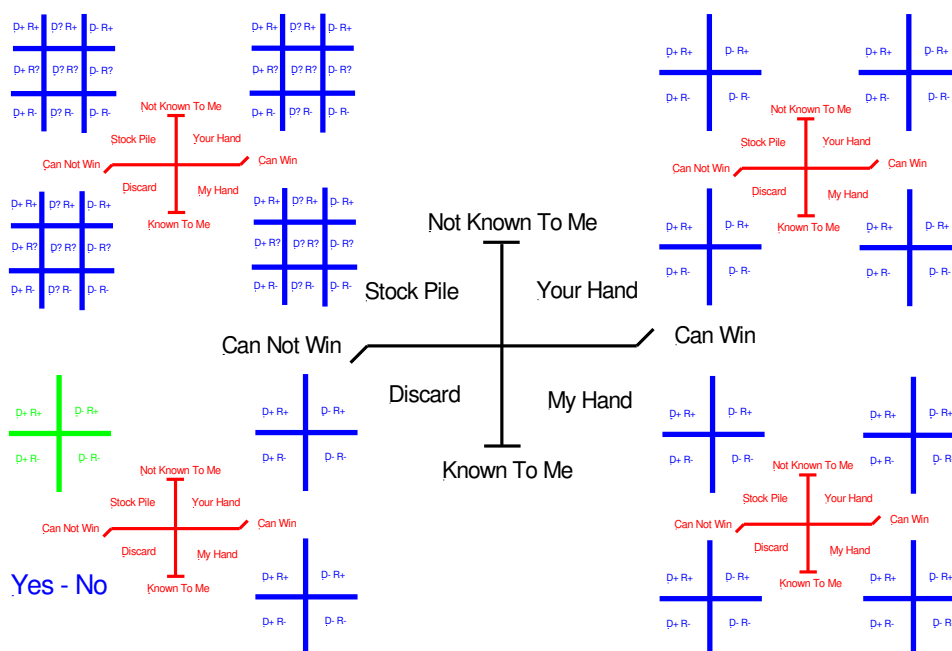 D+ R+ D? R+ D- R+
D+ R? D? R? D- R?
D+ R- D? R- D- R-
D+ R+ D? R+ D- R+
D+ R? D? R? D- R?
D+ R- D? R- D- R-
Not Known To Me
Stock Pile Your Hand
Can Not Win Can Win
Discard My Hand
Known To Me
D+ R+ D? R+ D- R+
D+ R? D? R? D- R?
D+ R- D? R- D- R-
D+ R+ D? R+ D- R+
D+ R? D? R? D- R?
D+ R- D? R- D- R-
D+ R+ D- R+
D+ R- D- R-
D+ R+ D- R+
D+ R- D- R-
Not Known To Me
Stock Pile Your Hand
Can Not Win Can Win
Discard My Hand
Known To Me
D+ R+ D- R+
D+ R- D- R-
D+ R+ D- R+
D+ R- D- R-
Not Known To Me
Stock Pile Your Hand
Can Not Win Can Win
Discard My Hand
Known To Me
D+ R+ D- R+
D+ R- D- R-
D+ R+ D- R+
D+ R- D- R-
Not Known To Me
Stock Pile Your Hand
Can Not Win Can Win
Discard My Hand
Known To Me
Yes - No
D+ R+ D- R+
D+ R- D- R-
D+ R+ D- R+
D+ R- D- R-
D+ R+ D- R+
D+ R- D- R-
Not Known To Me
Stock Pile Your Hand
Can Not Win Can Win
Discard My Hand
Known To Me
D+ R+ D- R+
D+ R- D- R-
D+ R+ D- R+
D+ R- D- R-